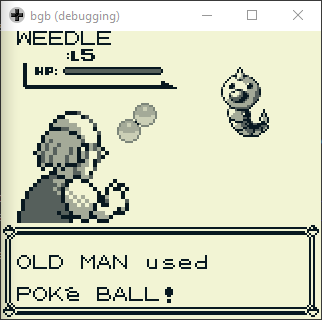 bgb (debugging)
WEEDLE
:L5
HP:
OLD MAN used
POKé BALL!